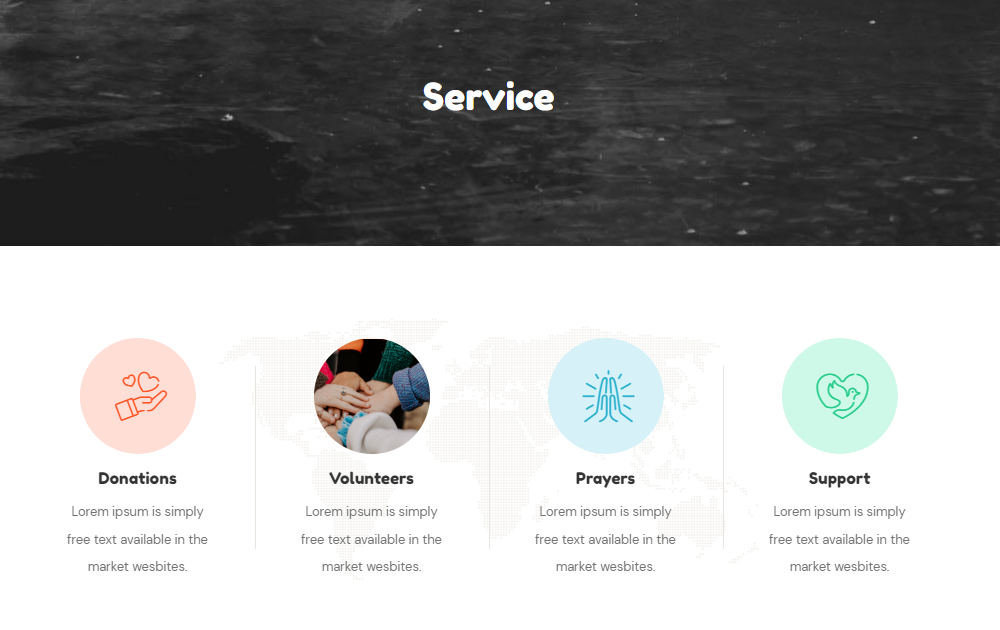 Service
Donations
Lorem ipsum is simply
free text available in the
market wesbites.
Volunteers
Lorem ipsum is simply
free text available in the
market wesbites.
Prayers
Lorem ipsum is simply
free text available in the
market wesbites.
Support
Lorem ipsum is simply
free text available in the
market wesbites.